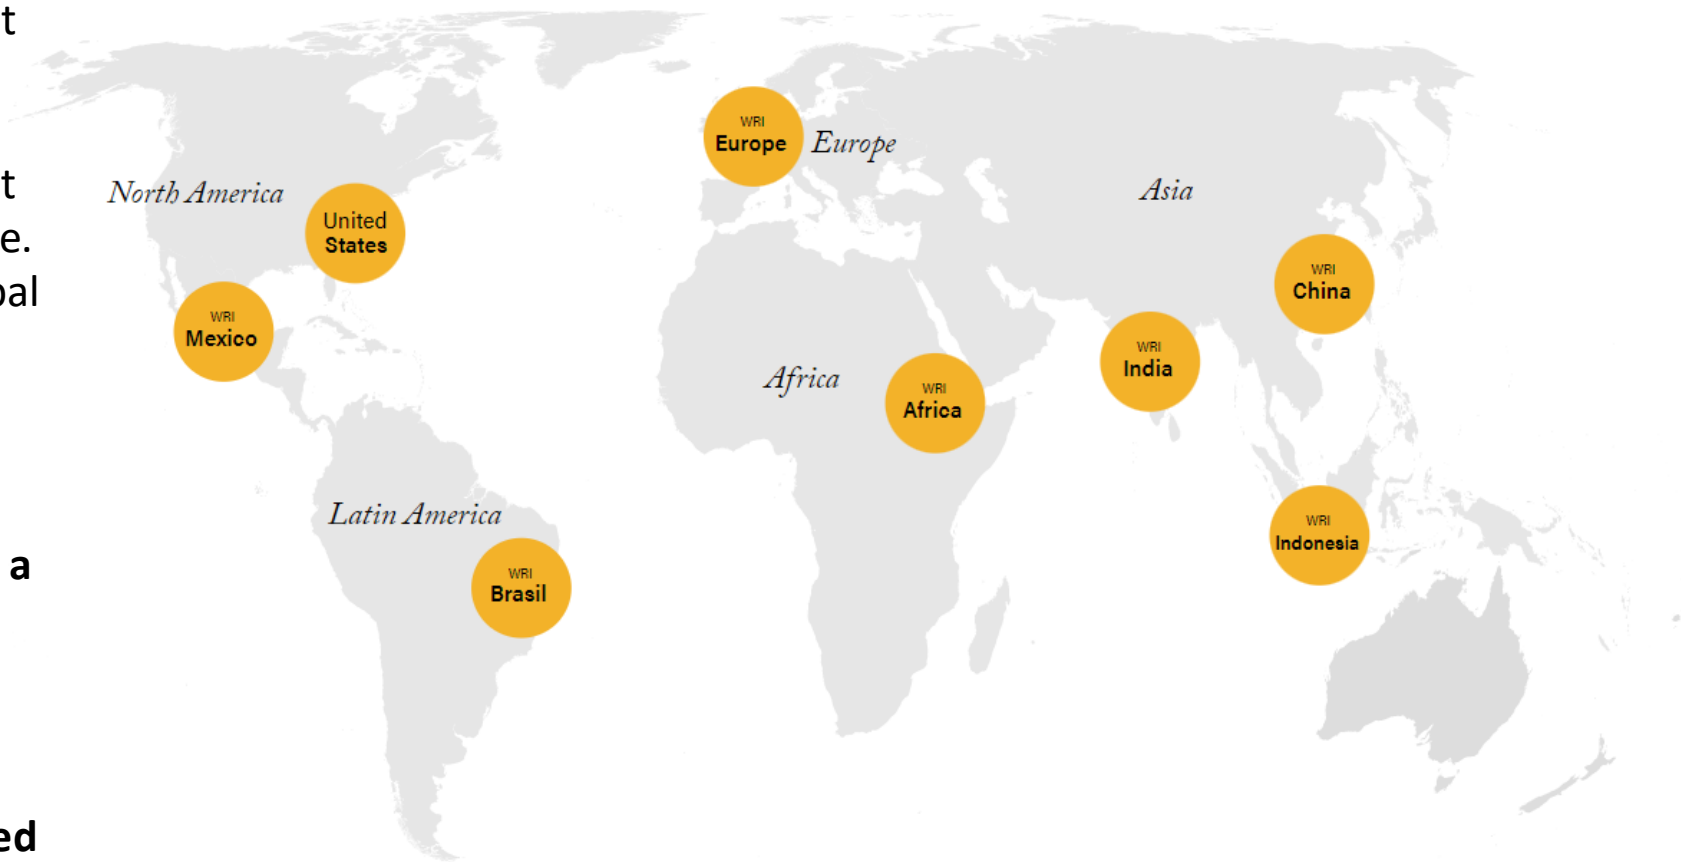 t
t
e.
bal
a
ed
North America
United
States
WRI
Mexico
Latin America
WRI
Brasil
WRI
Europe
Europe
Africa
WRI
Africa
Asia
WRI
China
WRI
India
WRI
Indonesia